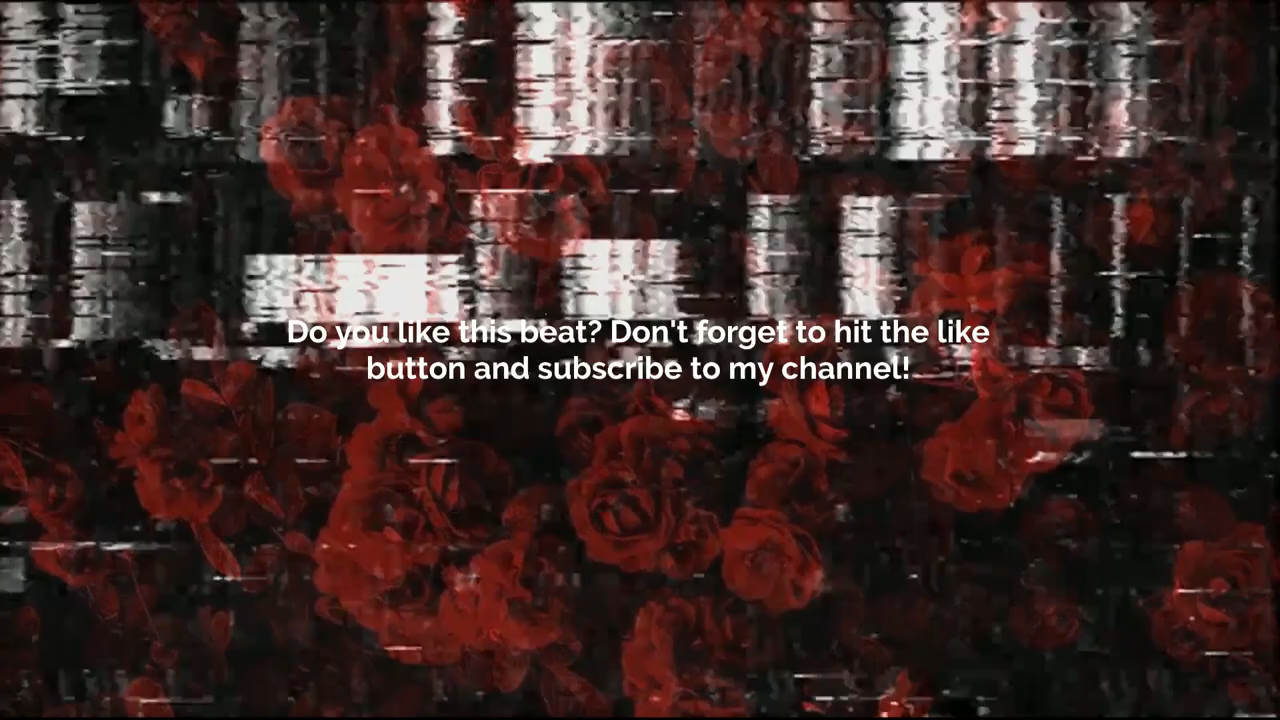 Do you like this beat? Don't forget to hit the like
button and subscribe to my channel!